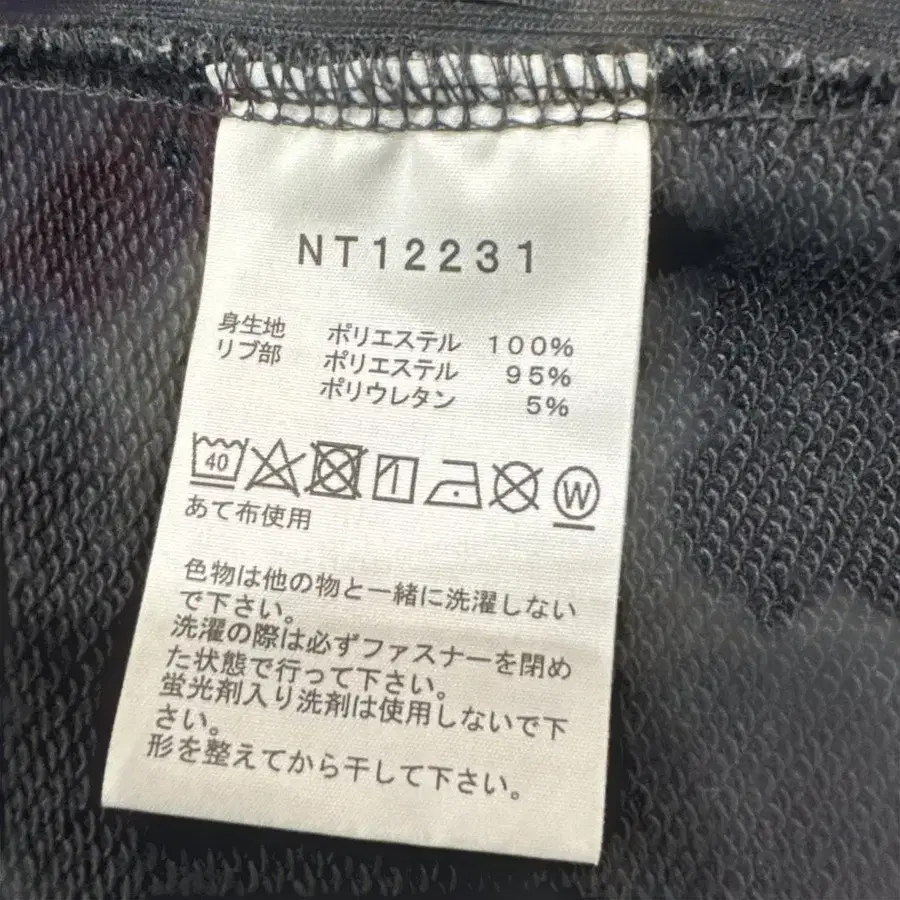 NT12231
身生地 ポリエステル 100%
リブ部 ポリエステル 95%
ポリウレタン 5%
40
W
あて布使用
色物は他の物と一緒に洗濯しない
で下さい。
洗濯の際は必ずファスナーを閉め
た状態で行って下さい。
蛍光剤入り洗剤は使用しないで下
さい。
形を整えてから干して下さい。